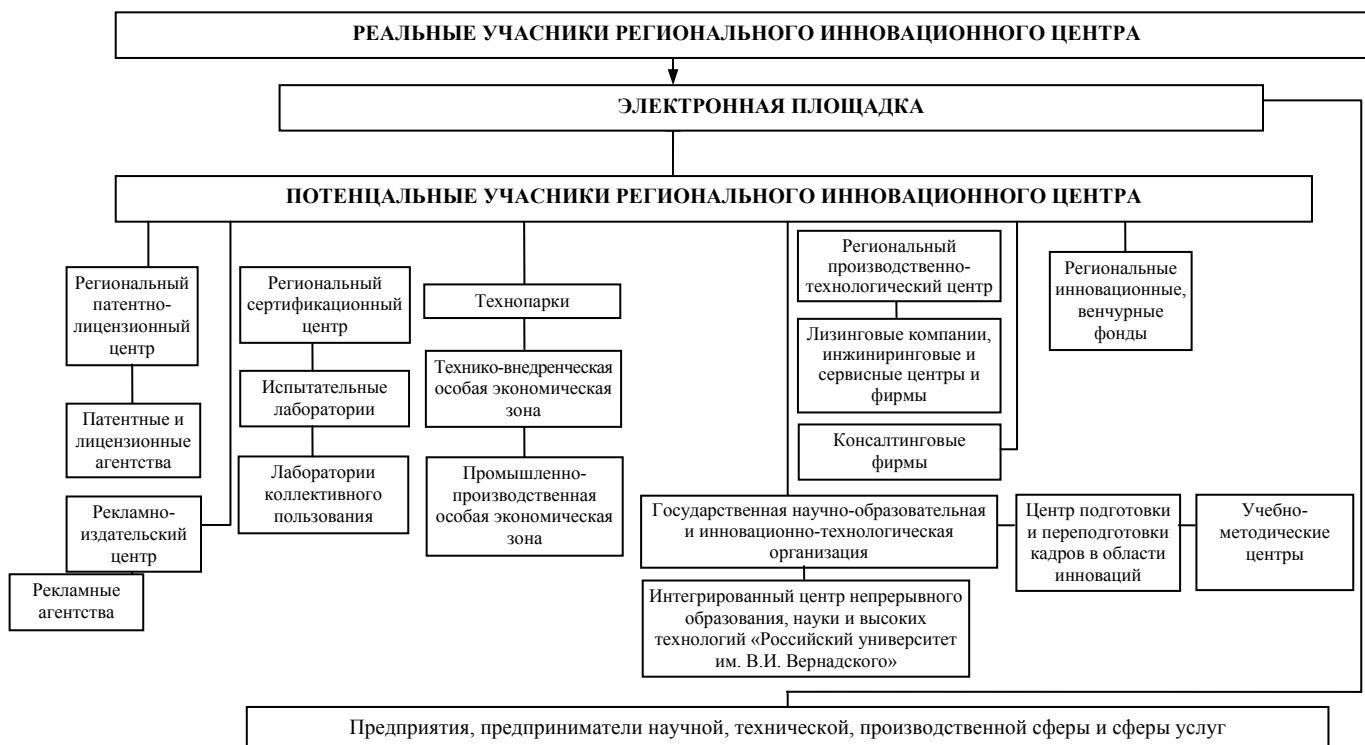 РЕАЛЬНЫЕ УЧАСНИКИ РЕГИОНАЛЬНОГО ИННОВАЦИОННОГО ЦЕНТРА
ЭЛЕКТРОННАЯ ПЛОЩАДКА
ПОТЕНЦАЛЬНЫЕ УЧАСНИКИ РЕГИОНАЛЬНОГО ИННОВАЦИОННОГО ЦЕНТРА
Региональный
патентно-
лицензионный
центр
Патентные и
лицензионные
агентства
Рекламно-
издательский
центр
Рекламные
агентства
Региональный
сертификационный
центр
Испытательные
лаборатории
Лаборатории
коллективного
пользования
Технопарки
Технико-внедренческая
особая экономическая
зона
Промышленно-
производственная
особая экономическая
зона
Региональный
производственно-
технологический центр
Лизинговые компании,
инжиниринговые и
сервисные центры и
фирмы
Консалтинговые
фирмы
Региональные
инновационные,
венчурные
фонды
Государственная научно-образовательная
и инновационно-технологическая
организация
Центр подготовки
и переподготовки
кадров в области
инноваций
Учебно-
методические
центры
Интегрированный центр непрерывного
образования, науки и высоких
технологий «Российский университет
им. В.И. Вернадского»
Предприятия, предприниматели научной, технической, производственной сферы и сферы услуг